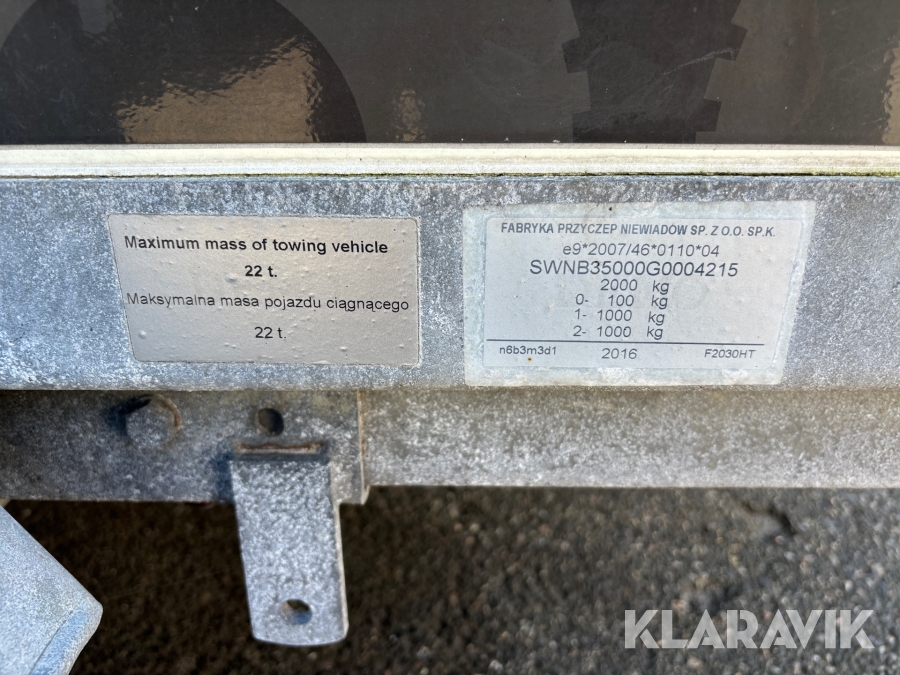 Maximum mass of towing vehicle
22 t.
Maksymalna masa pojazdu ciągnącego
22 t.
FABRYKA PRZYCZEP NIEWIADÓW SP. Z O.O. SP.K.
e9*2007/46*0110*04
SWNB35000G0004215
2000 kg
0- 100 kg
1- 1000 kg
2- 1000 kg
n6b3m3d1 2016 F2030HT
KLARAVIK